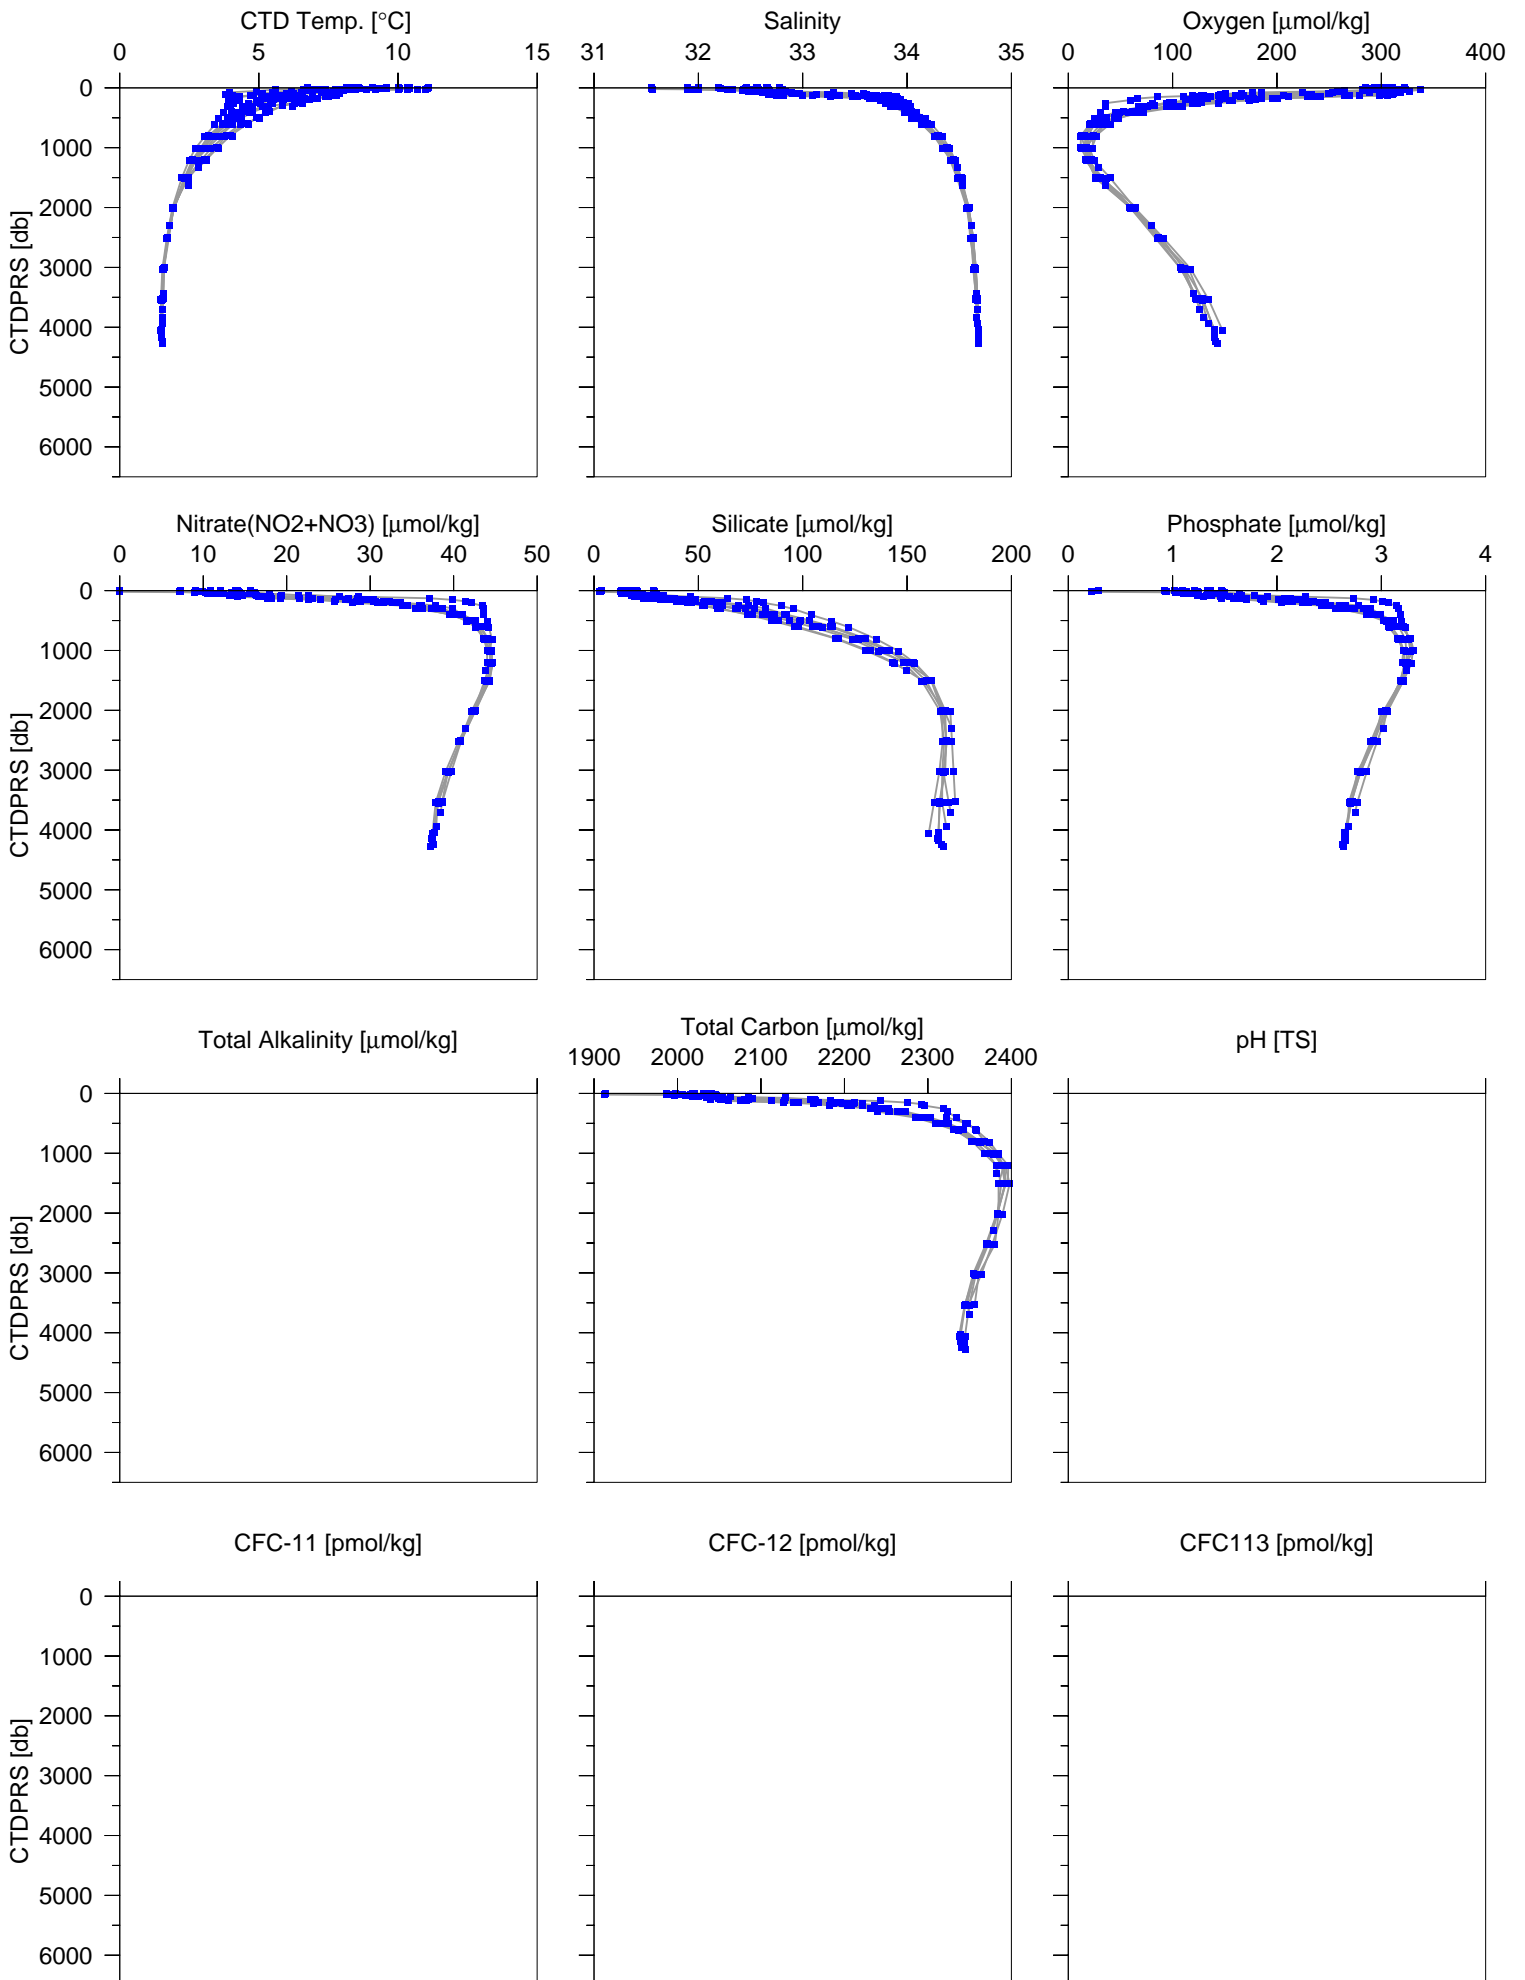 CTD Temp. [°C] Salinity Oxygen [μmol/kg]
0 5 10 15 31 32 33 34 35 0 100 200 300 400
0
1000
2000
3000
4000
5000
6000
CTDPRS [db]
Nitrate(NO2+NO3) [μmol/kg] Silicate [μmol/kg] Phosphate [μmol/kg]
0 10 20 30 40 50 0 50 100 150 200 0 1 2 3 4
0
1000
2000
3000
4000
5000
6000
CTDPRS [db]
Total Alkalinity [μmol/kg] Total Carbon [μmol/kg] pH [TS]
1900 2000 2100 2200 2300 2400
0
1000
2000
3000
4000
5000
6000
CTDPRS [db]
CFC-11 [pmol/kg] CFC-12 [pmol/kg] CFC113 [pmol/kg]
0
1000
2000
3000
4000
5000
6000
CTDPRS [db]